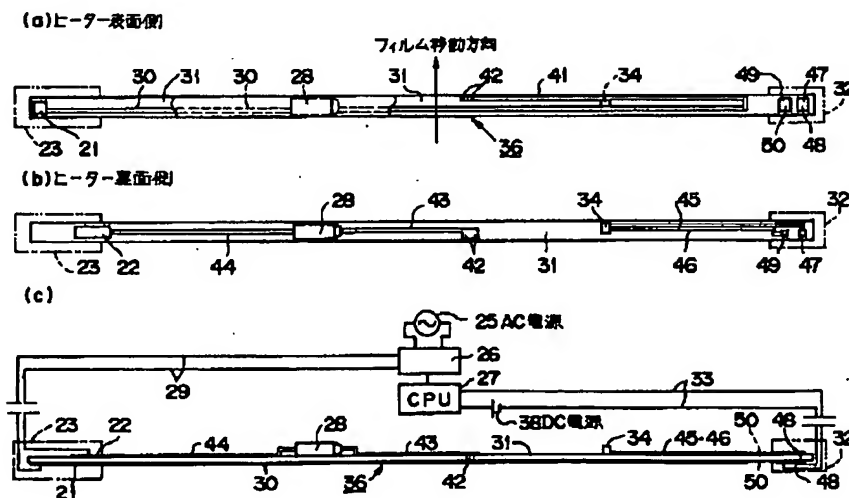 (a)ヒーター表面側
フィルム移動方向
30 31 30 28 31 42 41 34 49 47 32
23 21 36 50 48
(b)ヒーター裏面側
28 43 34 45 32
23 22 44 42 31 46 49 47
(c)
25 AC電源
26
29 27 33
CPU
38 DC電源
23 22 44 28 43 31 34 45・46 50 48 32
21 30 36 42 50 48